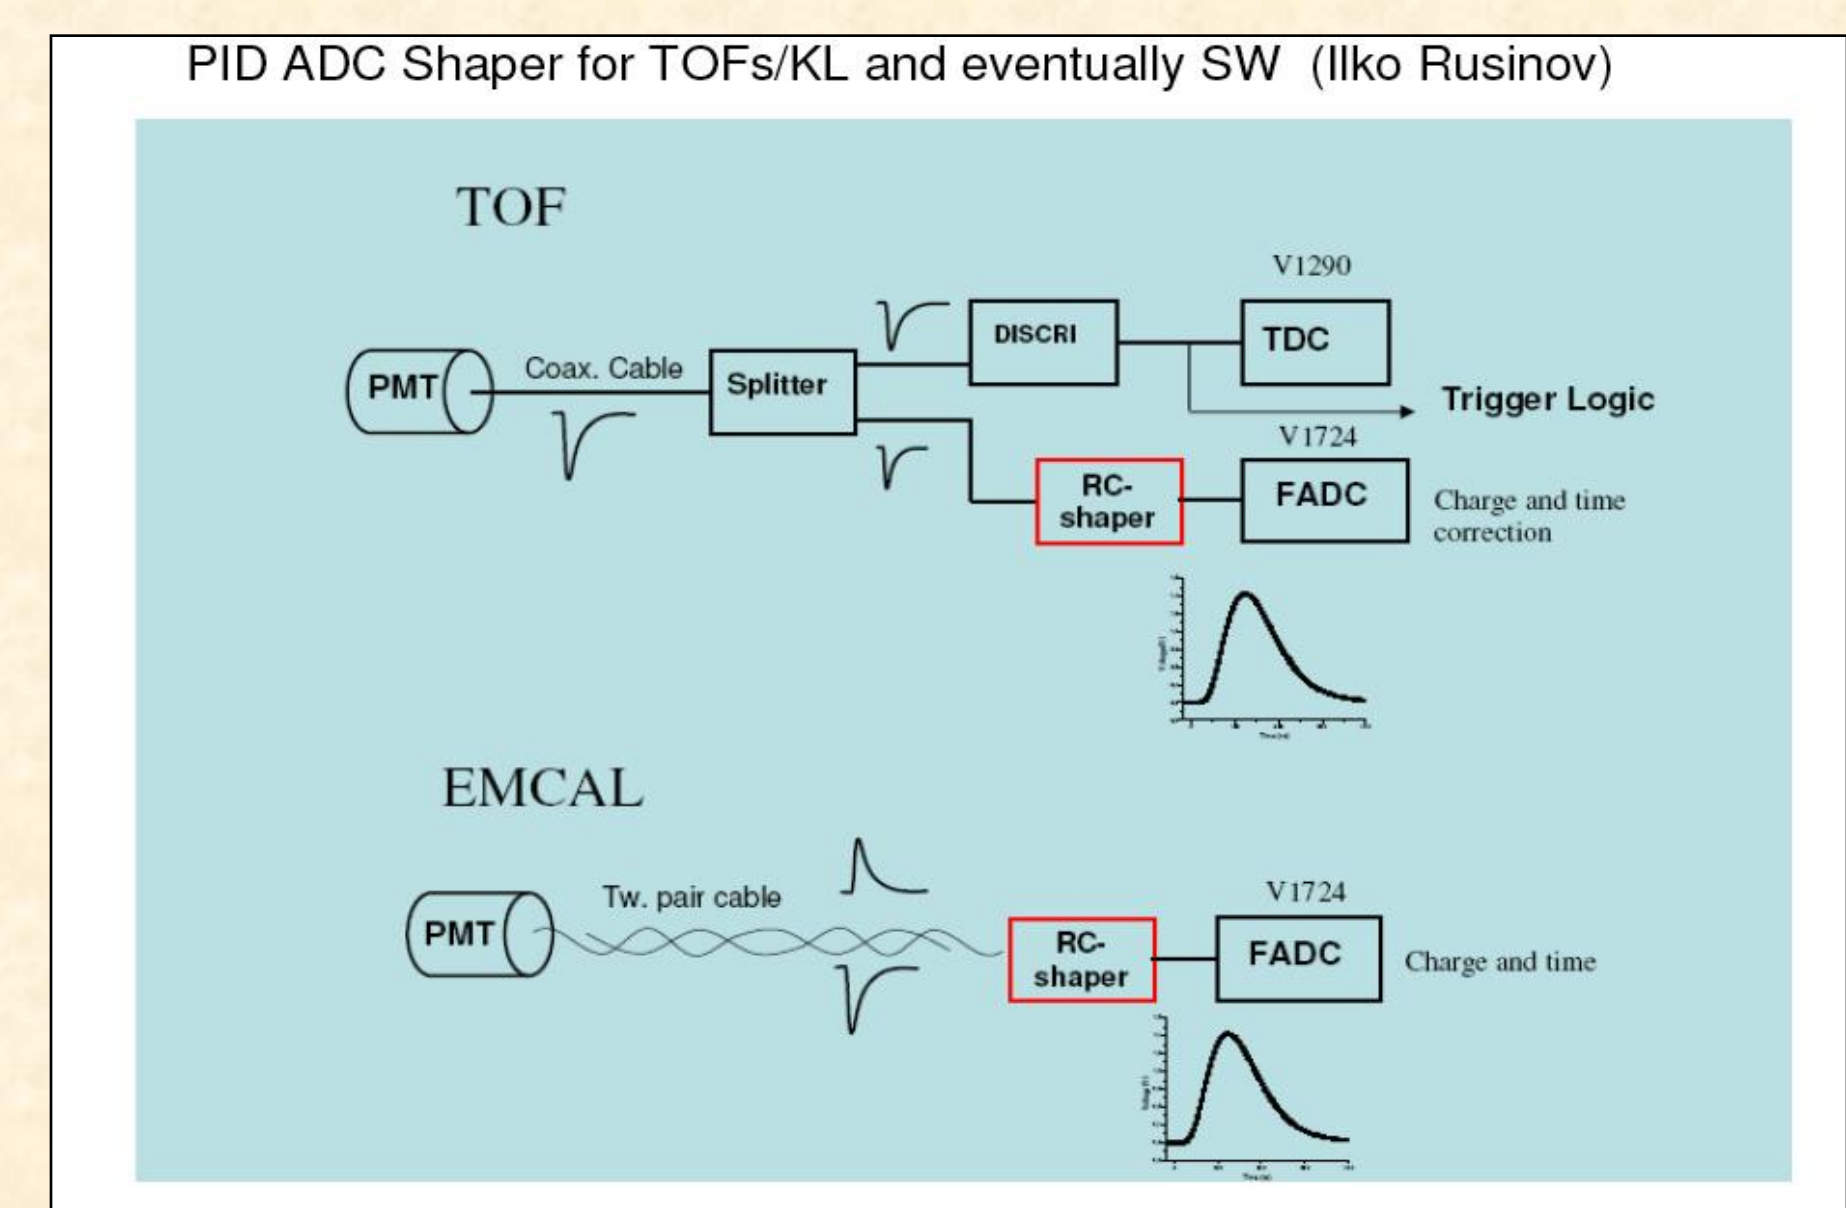 PID ADC Shaper for TOFs/KL and eventually SW (Ilko Rusinov)
TOF
V1290
DISCRI
TDC
PMT
Coax. Cable
Splitter
Trigger Logic
V1724
RC-
shaper
FADC
Charge and time
correction
EMCAL
Tw. pair cable
V1724
PMT
RC-
shaper
FADC
Charge and time